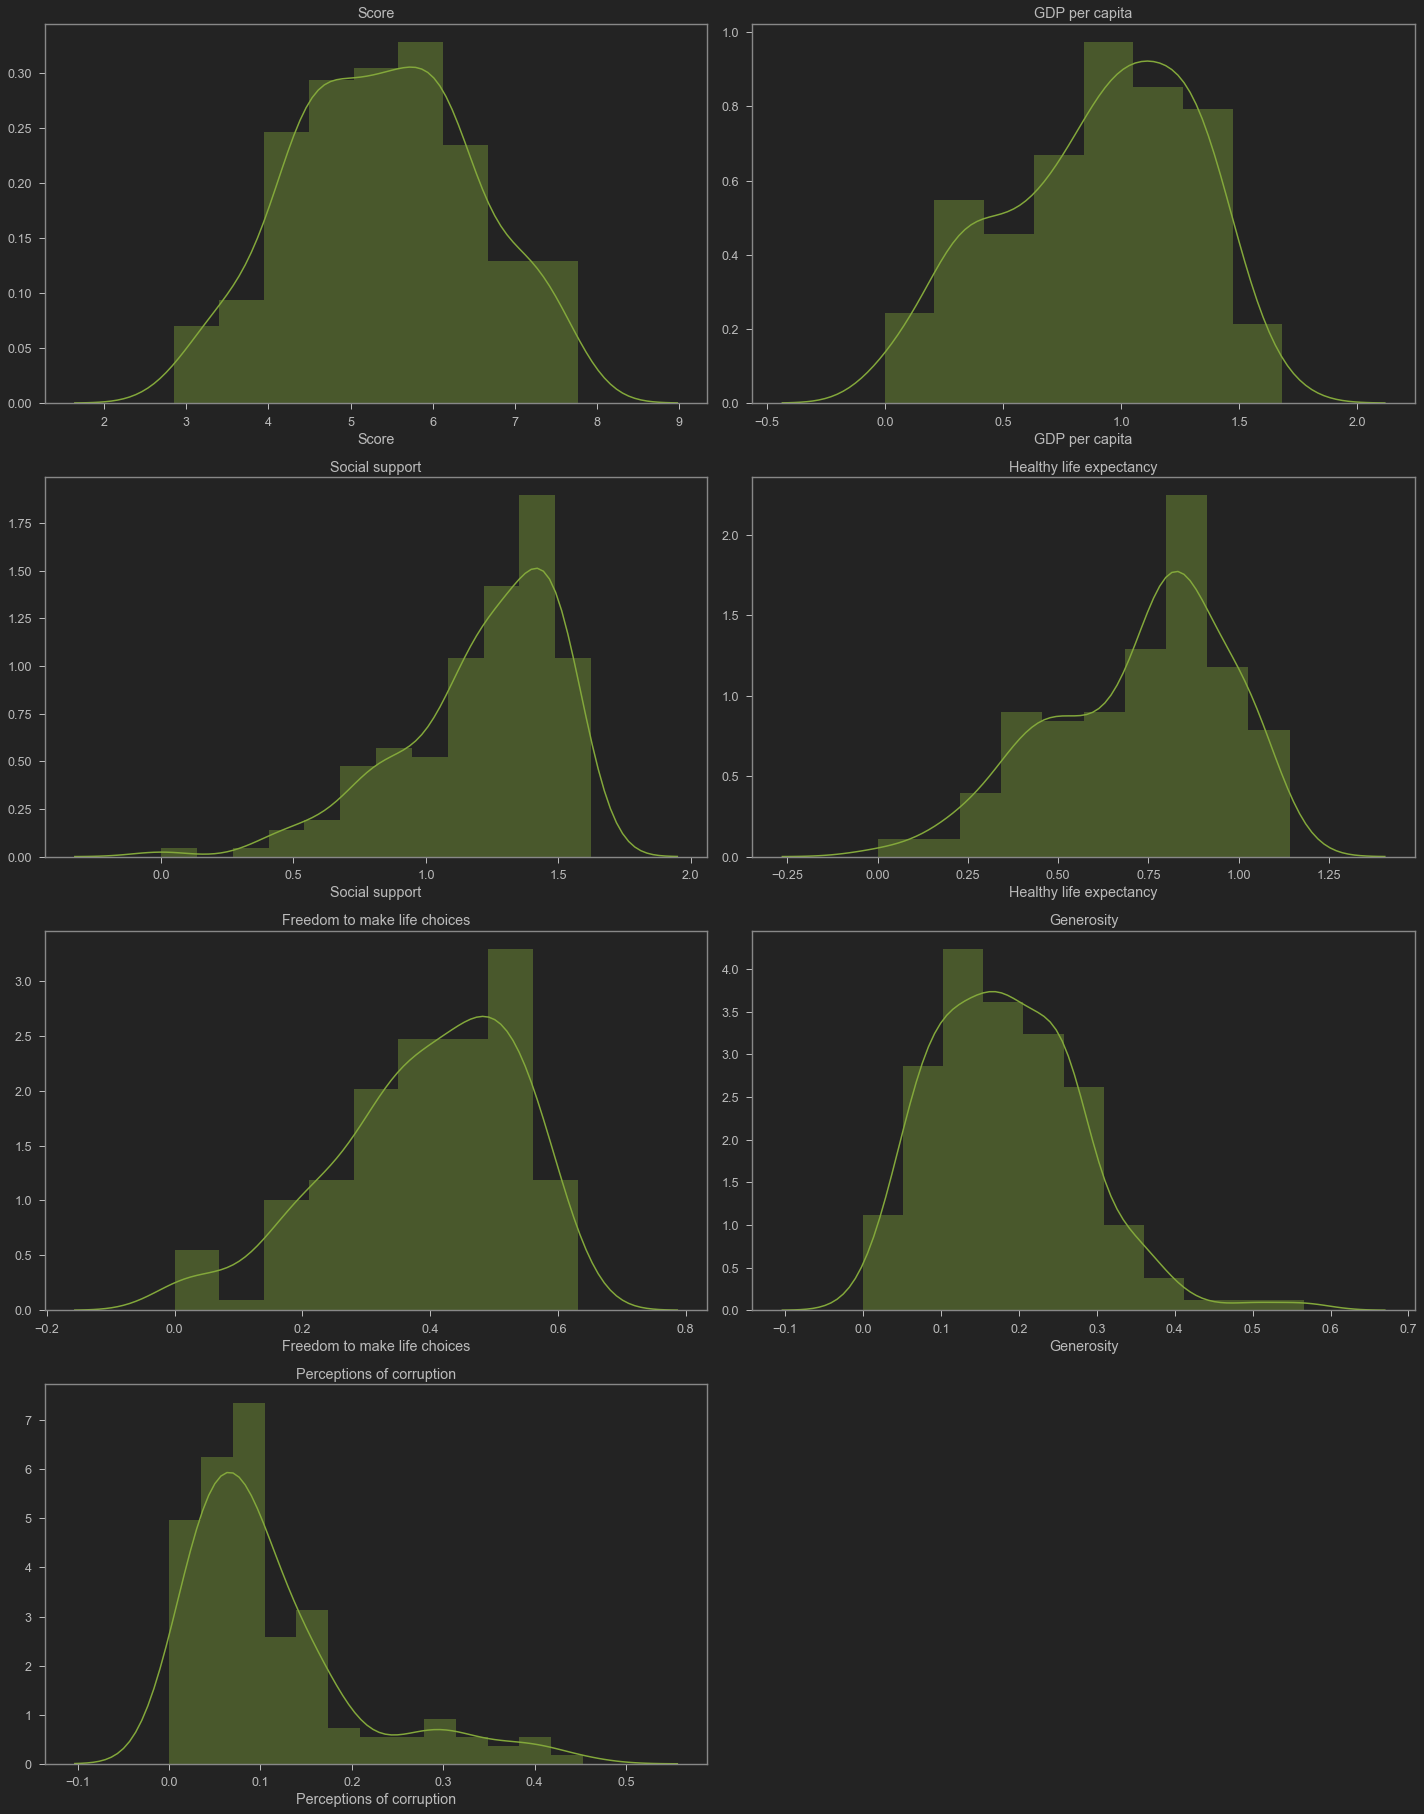 Score
GDP per capita
0.30
0.25
0.20
0.15
0.10
0.05
0.00
2 3 4 5 6 7 8 9
Score
1.0
0.8
0.6
0.4
0.2
0.0
−0.5 0.0 0.5 1.0 1.5 2.0
GDP per capita
Social support
Healthy life expectancy
1.75
1.50
1.25
1.00
0.75
0.50
0.25
0.00
0.0 0.5 1.0 1.5 2.0
Social support
2.0
1.5
1.0
0.5
0.0
−0.25 0.00 0.25 0.50 0.75 1.00 1.25
Healthy life expectancy
Freedom to make life choices
Generosity
3.0
2.5
2.0
1.5
1.0
0.5
0.0
−0.2 0.0 0.2 0.4 0.6 0.8
Freedom to make life choices
4.0
3.5
3.0
2.5
2.0
1.5
1.0
0.5
0.0
−0.1 0.0 0.1 0.2 0.3 0.4 0.5 0.6 0.7
Generosity
Perceptions of corruption
7
6
5
4
3
2
1
0
−0.1 0.0 0.1 0.2 0.3 0.4 0.5
Perceptions of corruption